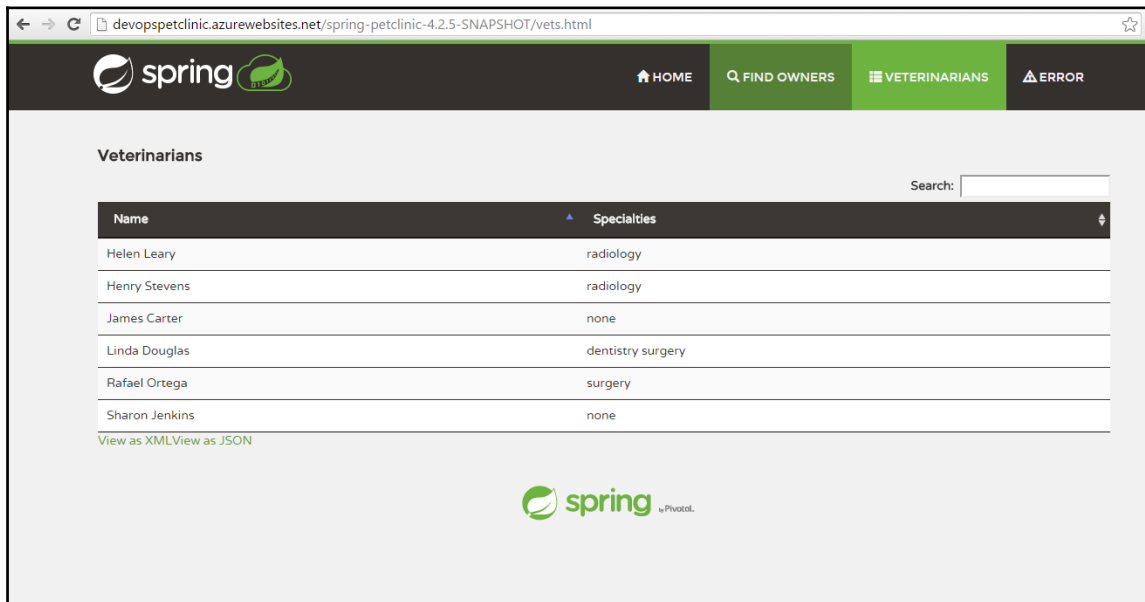 devopspetclinic.azurewebsites.net/spring-petclinic-4.2.5-SNAPSHOT/vets.html
spring
HOME FIND OWNERS VETERINARIANS ERROR
Veterinarians
Search:
Name Specialties
Helen Leary radiology
Henry Stevens radiology
James Carter none
Linda Douglas dentistry surgery
Rafael Ortega surgery
Sharon Jenkins none
View as XMLView as JSON
spring by Pivotal.